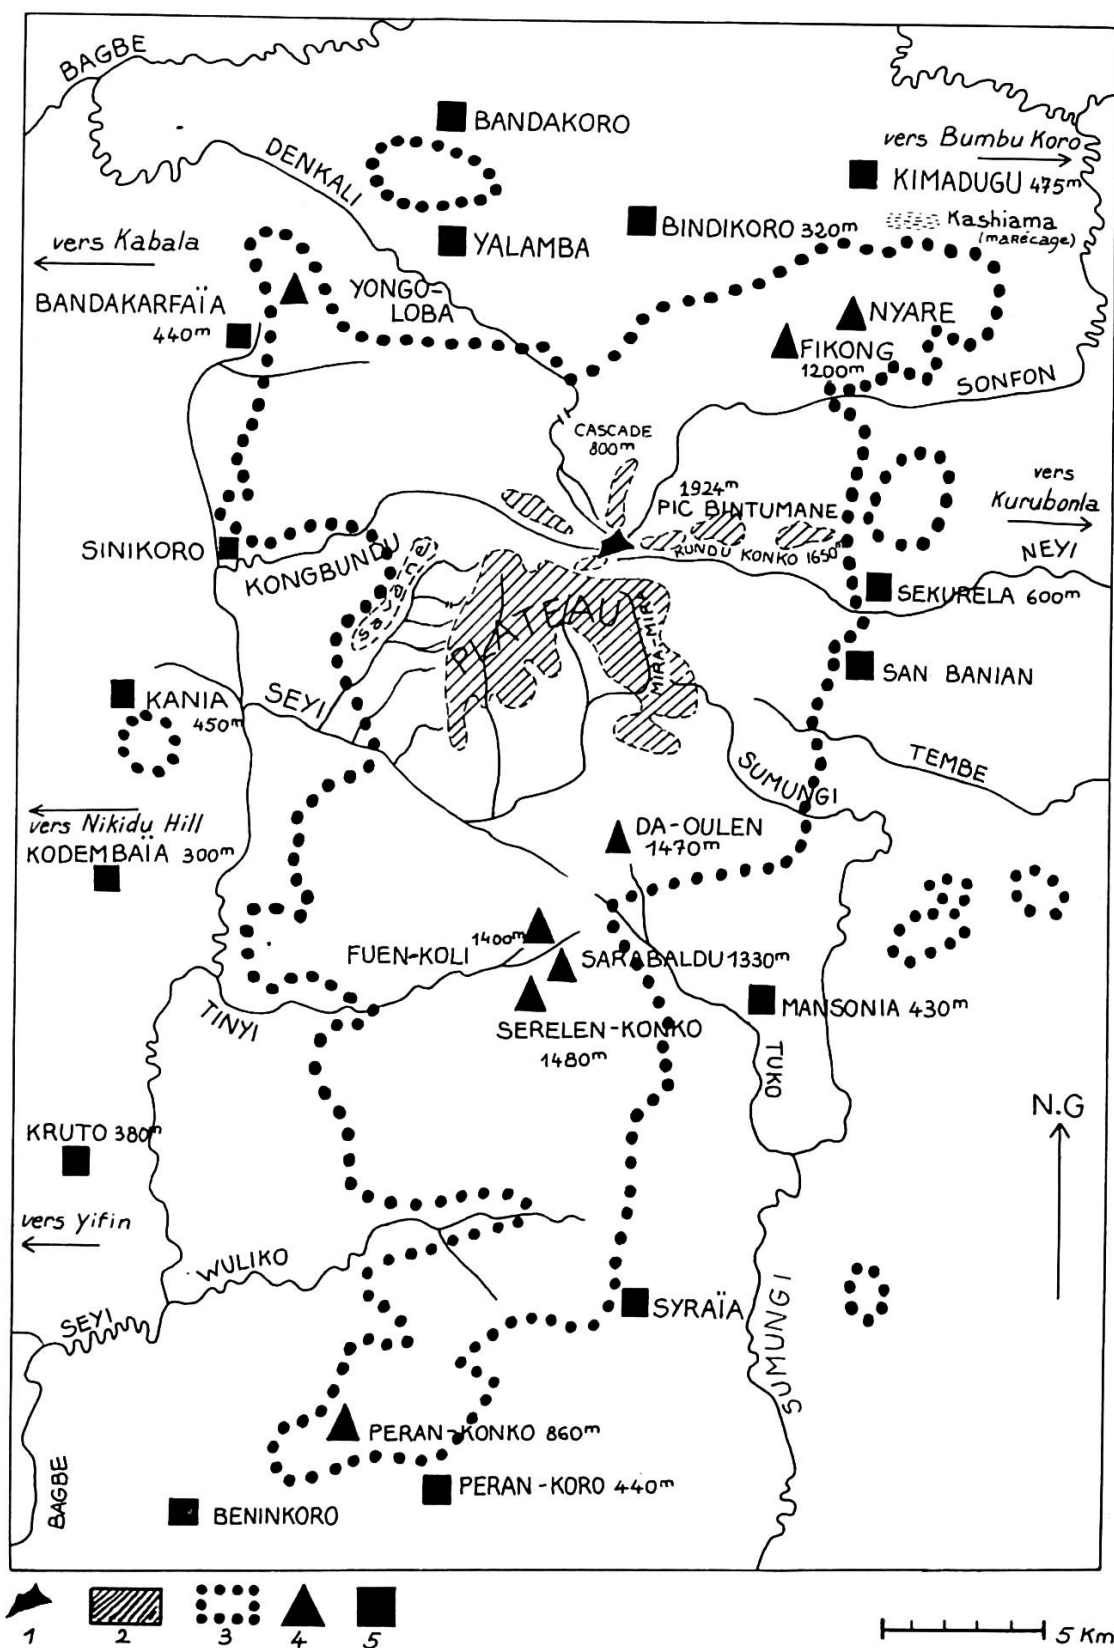 BAGBE
BANDAKORO
DENKALI
vers Bumbu Koro
KIMADUGU 475m
Kashiama
(maRécage)
BINDIKORO 320m
YALAMBA
vers Kabala
YONGO-
LOBA
BANDAKARFAÏA
440m
NYARE
FIKONG
1200m
SONFON
CASCADE
800m
1924m
PIC BINTUMANE
vers
Kurubonla
SINIKORO
KONGBUNDU
RUNDU KONKO 1650m
NEYI
SEKURELA 600m
PLATEAU
MIRA-MIRA
SAN BANIAN
KANIA
450m
SEYI
TEMBE
SUMUNGI
vers Nikidu Hill
KODEMBAÏA 300m
DA-OULEN
1470m
FUEN-KOLI
1400m
SARABALDU 1330m
TINYI
SERELEN-KONKO
1480m
MANSONIA 430m
TUKO
N.G
KRUTO 380m
vers Yifin
WULIKO
SEYI
SYRAÏA
SUMUNGI
PERAN-KONKO 860m
BAGBE
PERAN-KORO 440m
BENINKORO
1 2 3 4 5
5 Km